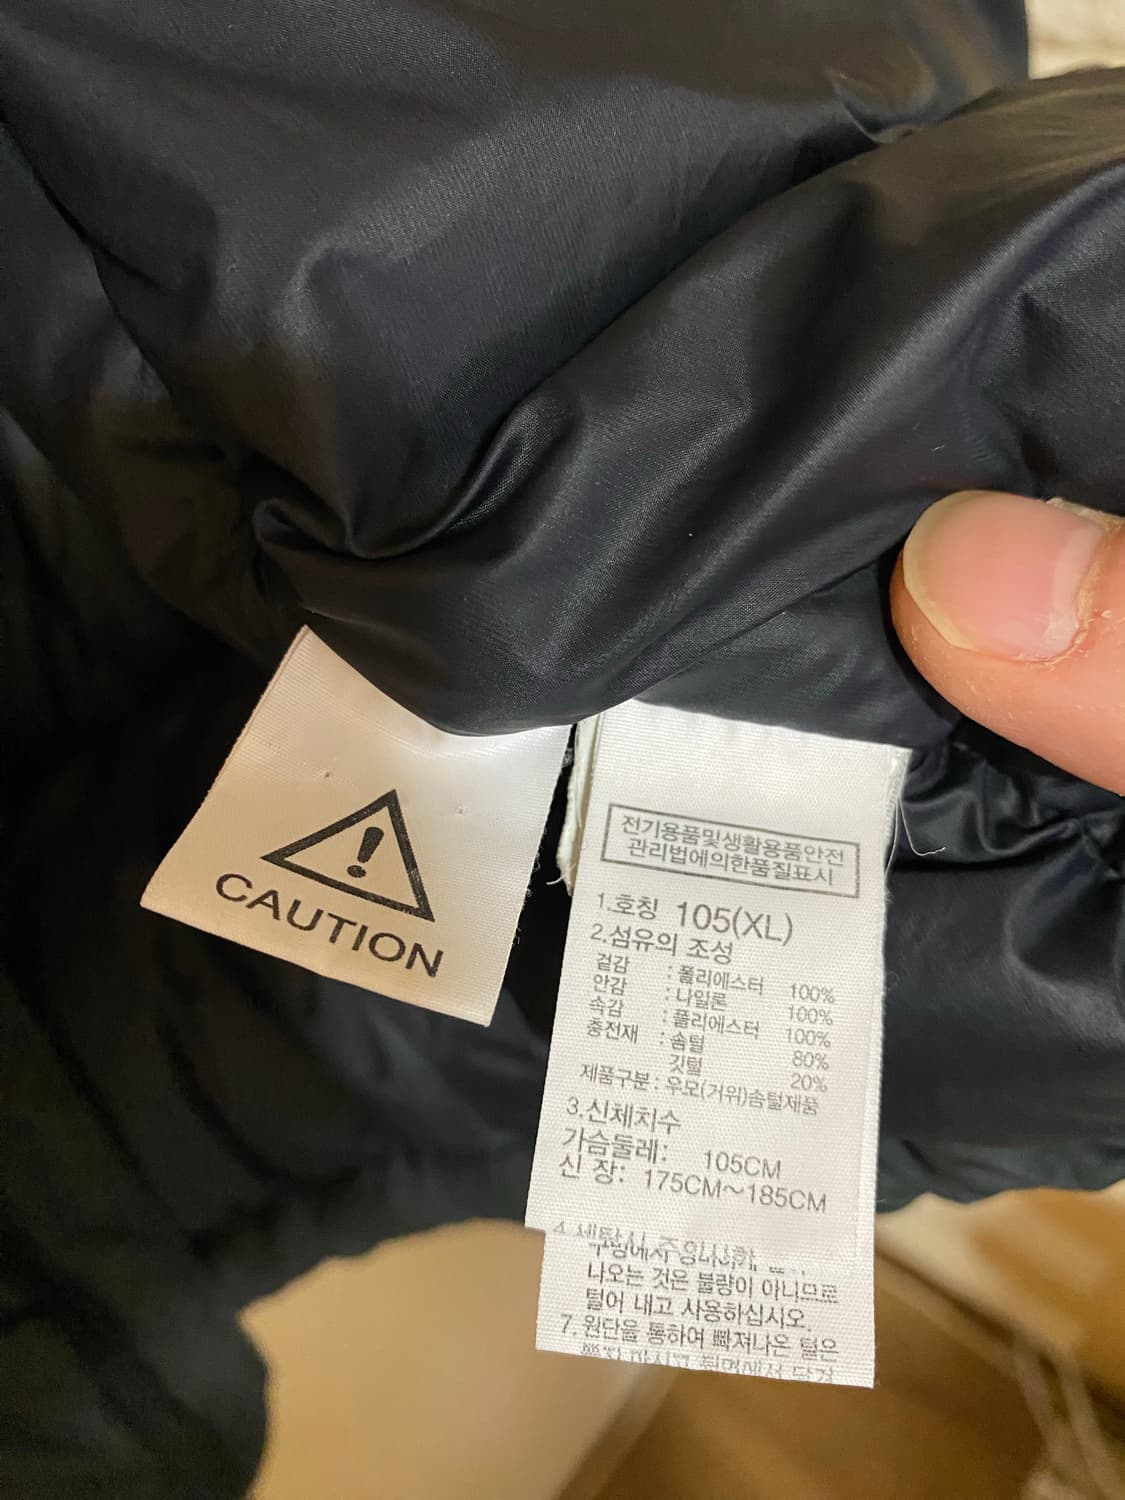 CAUTION
전기용품및생활용품안전
관리법에의한품질표시
1.호칭 105(XL)
2.섬유의 조성
겉감 : 폴리에스터 100%
안감 : 나일론 100%
속감 : 폴리에스터 100%
충전재 : 솜털 80%
깃털 20%
제품구분 : 우모(거위)솜털제품
3.신체치수
가슴둘레: 105CM
신 장: 175CM~185CM
나오는 것은 불량이 아니므로
털어 내고 사용하십시오.
7. 원단을 통하여 빠져나온 털은